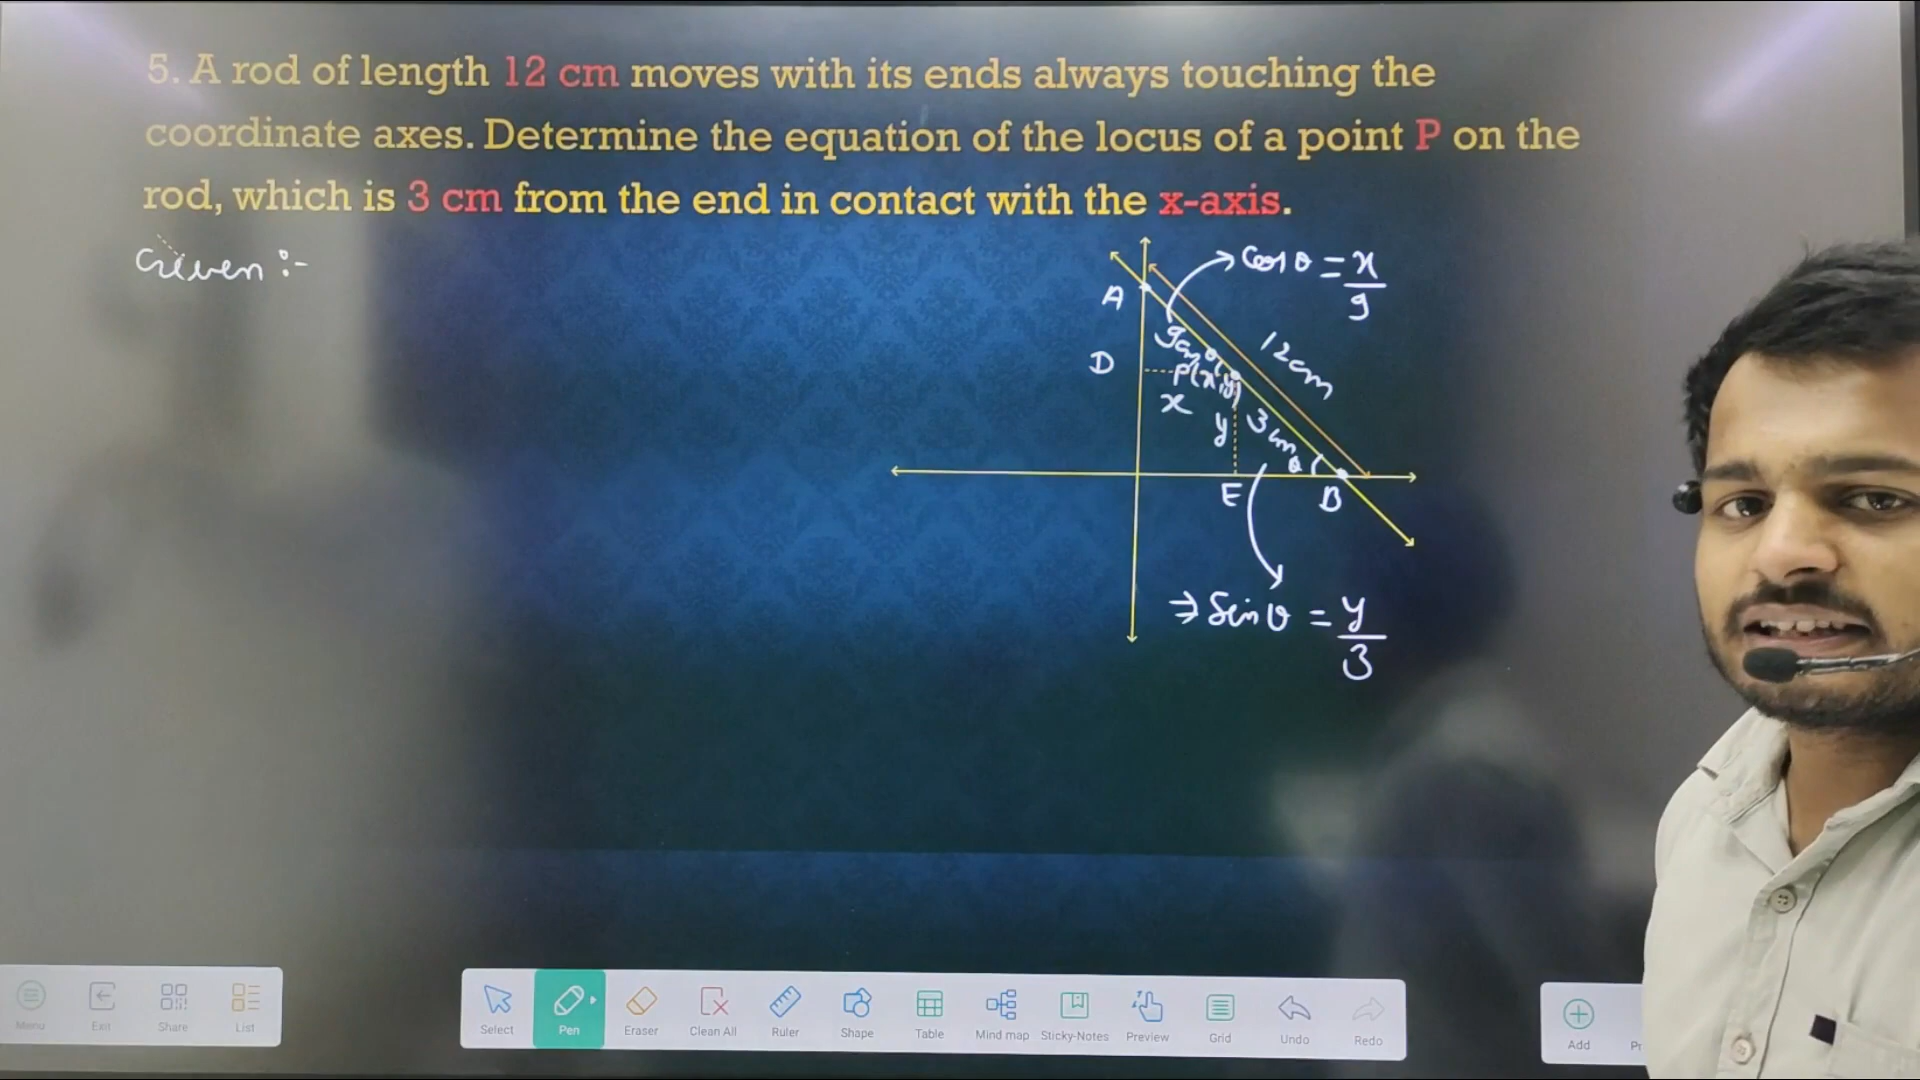 5. A rod of length 12 cm moves with its ends always touching the
coordinate axes. Determine the equation of the locus of a point P on the
rod, which is 3 cm from the end in contact with the x-axis.
Given :-
Cos θ = x/9
A
12cm
9cm
θ
D
P(x,y)
x
y
3cm
θ
E
B
⇒ Sin θ = y/3
Menu
Exit
Share
List
Select
Pen
Eraser
Clean All
Ruler
Shape
Table
Mind map
Sticky-Notes
Preview
Grid
Undo
Redo
Add
Pr